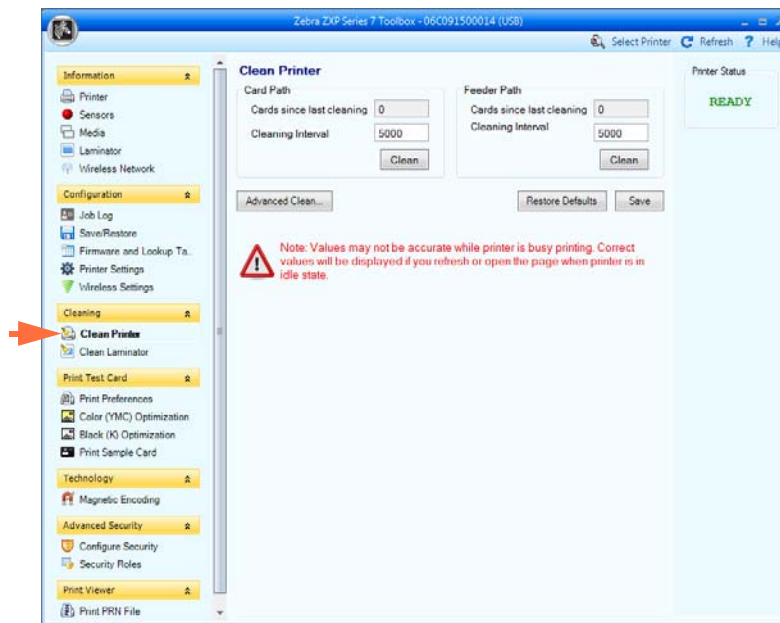 Zebra ZXP Series 7 Toolbox - 06C091500014 (USB)
Select Printer Refresh ? Help
Information
Printer
Sensors
Media
Laminator
Wireless Network
Configuration
Job Log
Save/Restore
Firmware and Lookup Ta..
Printer Settings
Wireless Settings
Cleaning
Clean Printer
Clean Laminator
Print Test Card
Print Preferences
Color (YMC) Optimization
Black (K) Optimization
Print Sample Card
Technology
Magnetic Encoding
Advanced Security
Configure Security
Security Roles
Print Viewer
Print PRN File
Clean Printer
Card Path
Cards since last cleaning 0
Cleaning Interval 5000
Clean
Feeder Path
Cards since last cleaning 0
Cleaning Interval 5000
Clean
Advanced Clean...
Restore Defaults
Save
Note: Values may not be accurate while printer is busy printing. Correct
values will be displayed if you refresh or open the page when printer is in
idle state.
Printer Status
READY